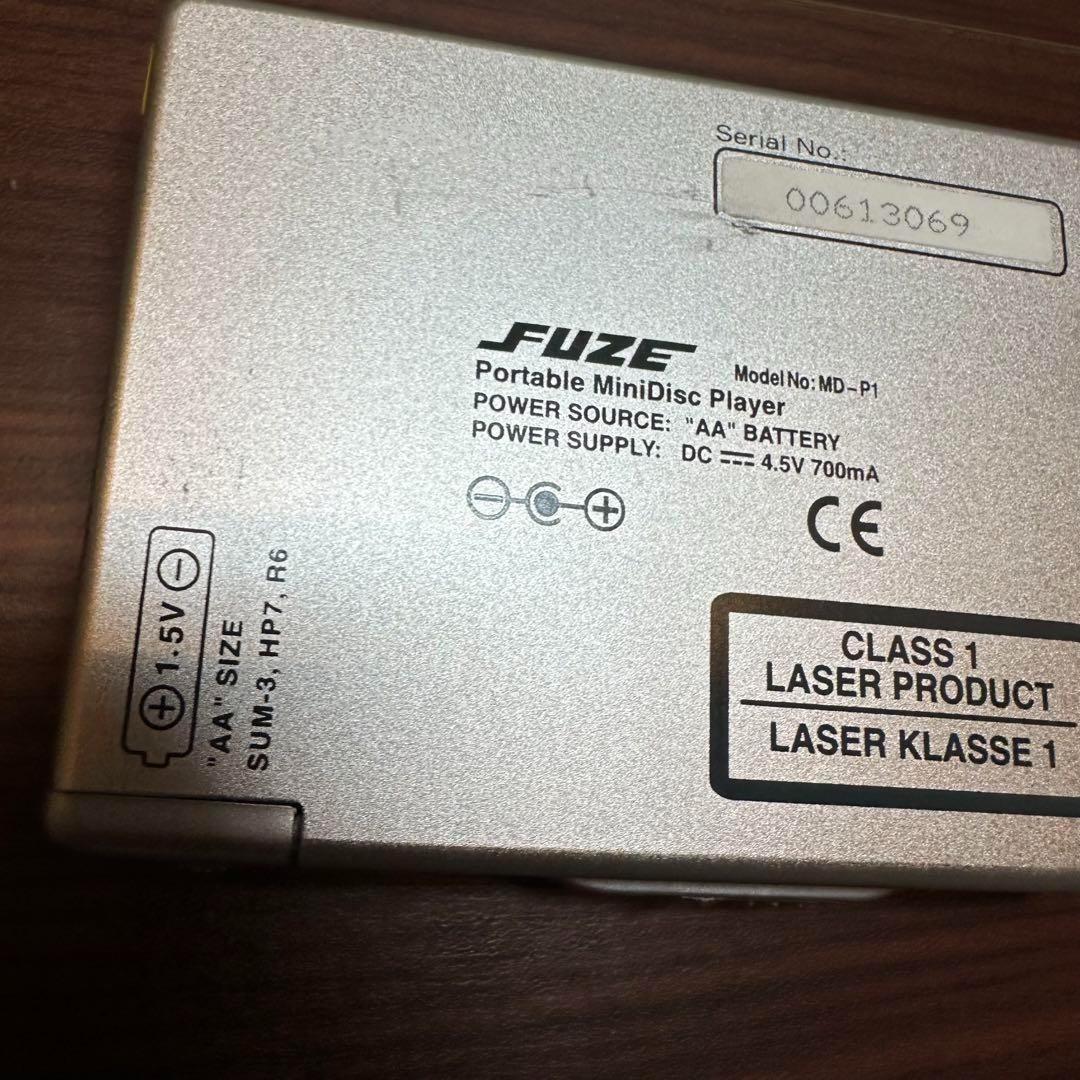 Serial No.:
00613069
FUZE
Model No: MD-P1
Portable MiniDisc Player
POWER SOURCE: "AA" BATTERY
POWER SUPPLY: DC ⎓ 4.5V 700mA
CE
+ 1.5V −
"AA" SIZE
SUM-3, HP7, R6
CLASS 1
LASER PRODUCT
LASER KLASSE 1